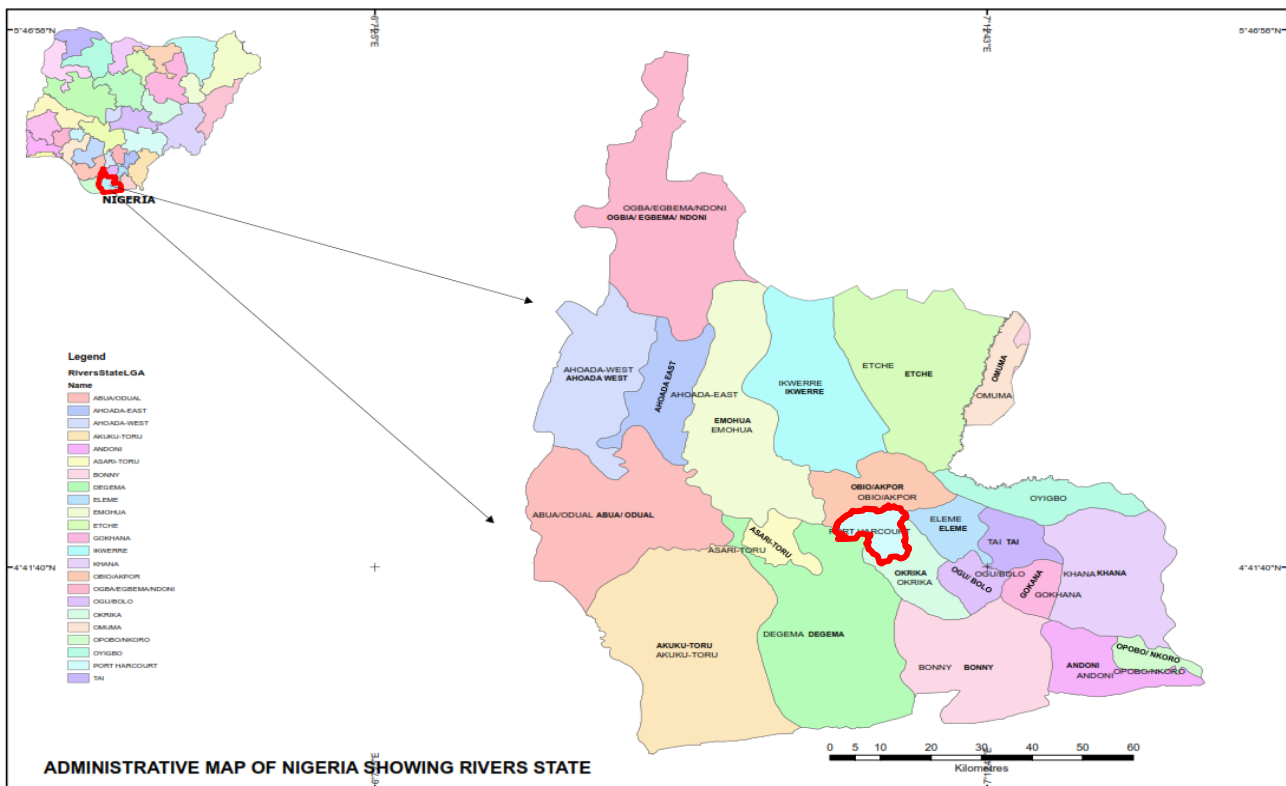 5°46'58"N
5°46'58"N
NIGERIA
OGBA/EGBEMA/NDONI
OGBIA/ EGBEMA/ NDONI
AHOADA-WEST
AHOADA WEST
AHOADA EAST
AHOADA-EAST
EMOHUA
EMOHUA
IKWERRE
IKWERRE
ETCHE
ETCHE
OMUMA
OMUMA
OBIO/AKPOR
OBIO/AKPOR
OYIGBO
ABUA/ODUAL
ABUA/ ODUAL
ASARI-TORU
ASARI-TORU
PORT HARCOURT
ELEME
ELEME
TAI
TAI
OKRIKA
OKRIKA
OGU/ BOLO
OGU/BOLO
GOKANA
GOKHANA
KHANA
KHANA
4°41'40"N
4°41'40"N
AKUKU-TORU
AKUKU-TORU
DEGEMA
DEGEMA
BONNY
BONNY
ANDONI
ANDONI
OPOBO/ NKORO
OPOBO/NKORO
Legend
RiversStateLGA
Name
ABUA/ODUAL
AHOADA-EAST
AHOADA-WEST
AKUKU-TORU
ANDONI
ASARI-TORU
BONNY
DEGEMA
ELEME
EMOHUA
ETCHE
GOKHANA
IKWERRE
KHANA
OBIO/AKPOR
OGBA/EGBEMA/NDONI
OGU/BOLO
OKRIKA
OMUMA
OPOBO/NKORO
OYIGBO
PORT HARCOURT
TAI
0 5 10 20 30 40 50 60
Kilometres
ADMINISTRATIVE MAP OF NIGERIA SHOWING RIVERS STATE